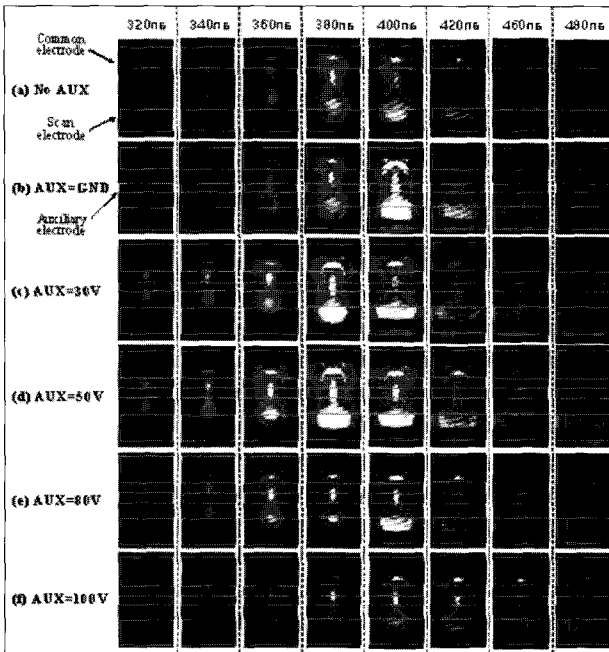 320ns 340ns 360ns 380ns 400ns 420ns 460ns 480ns
Common
electrode
(a) No AUX
Scan
electrode
(b) AUX=GND
Auxiliary
electrode
(c) AUX=30V
(d) AUX=50V
(e) AUX=80V
(f) AUX=100V